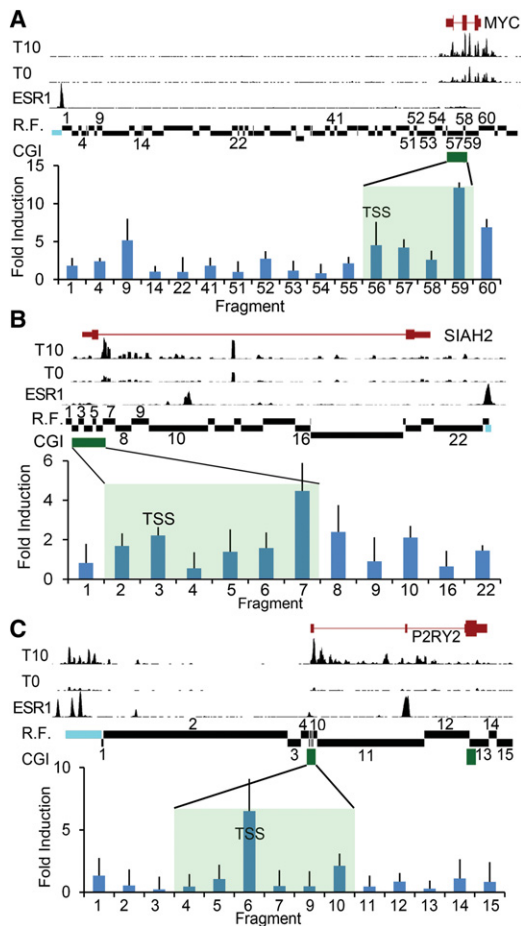 A
MYC
T10
T0
ESR1
R.F. 1 9 41 52 54 58 60
4 14 22 51 53 57 59
CGI
Fold Induction
15
10
5
0
TSS
1 4 9 14 22 41 51 52 53 54 55 56 57 58 59 60
Fragment
B
SIAH2
T10
T0
ESR1
R.F. 1 3 5 7 9
CGI 8 10 16 22
Fold Induction
6
4
2
0
TSS
1 2 3 4 5 6 7 8 9 10 16 22
Fragment
C
P2RY2
T10
T0
ESR1
R.F. 2 4 10 12 14
1 3 11 13 15
CGI
Fold Induction
10
5
0
TSS
1 2 3 4 5 6 7 9 10 11 12 13 14 15
Fragment